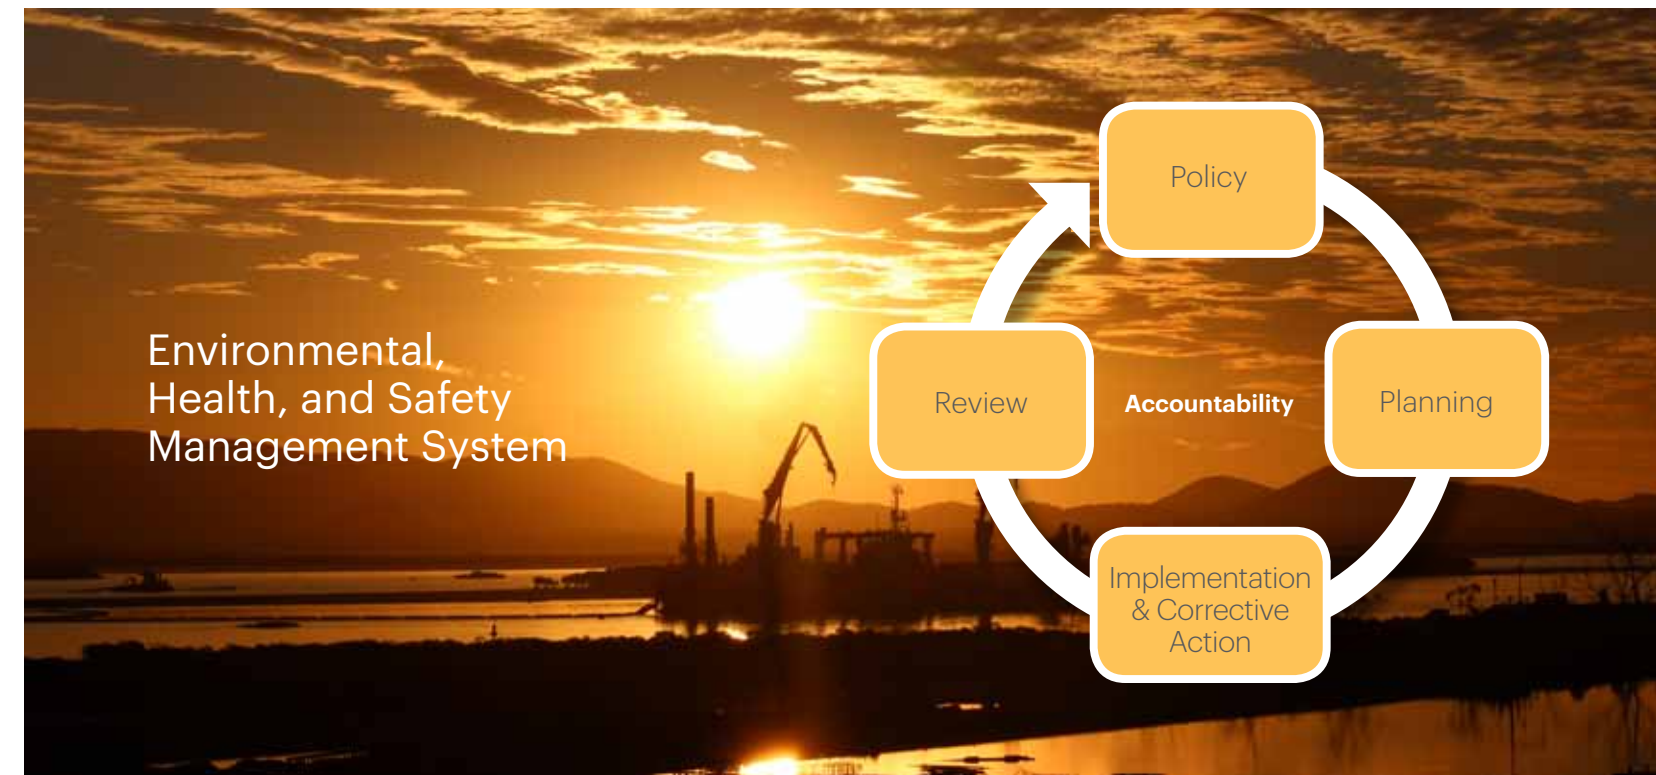 Environmental,
Health, and Safety
Management System
Policy
Review
Accountability
Planning
Implementation
& Corrective
Action